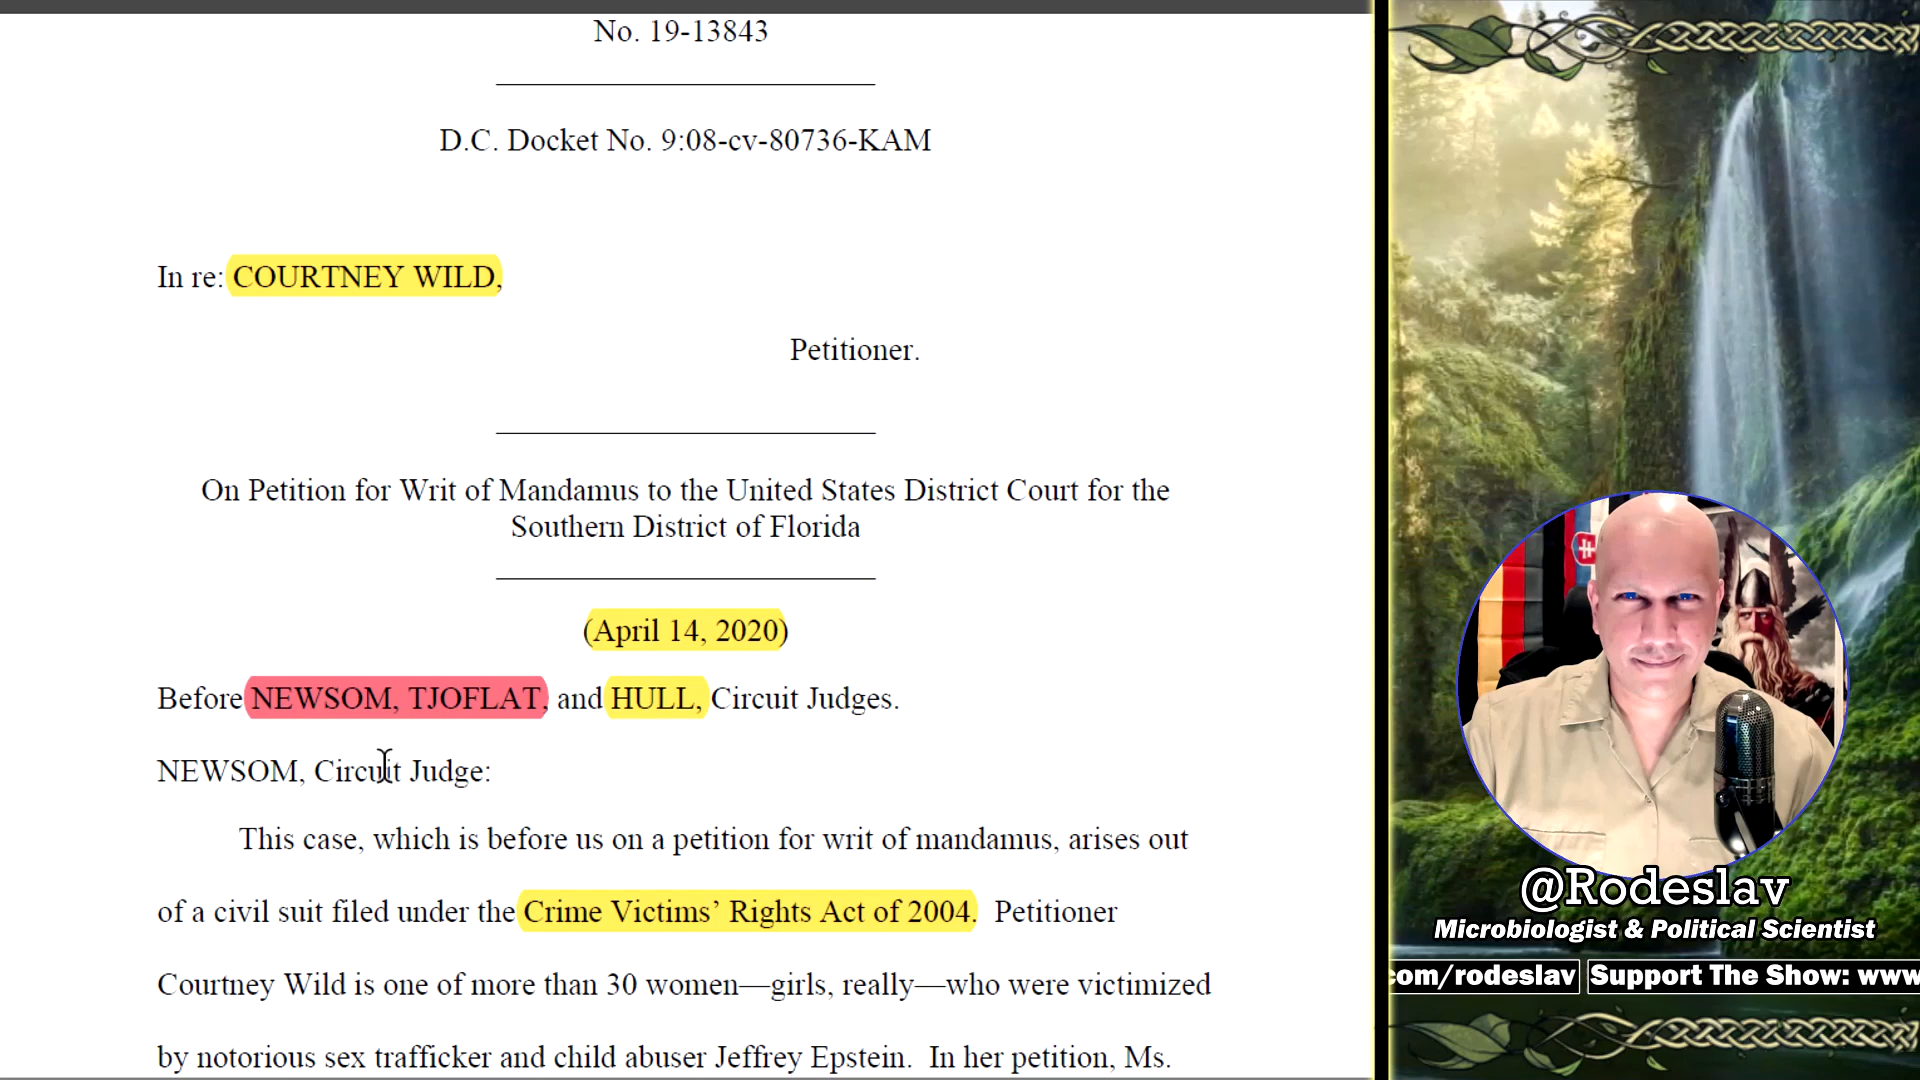 No. 19-13843
D.C. Docket No. 9:08-cv-80736-KAM
In re: COURTNEY WILD,
Petitioner.
On Petition for Writ of Mandamus to the United States District Court for the
Southern District of Florida
(April 14, 2020)
Before NEWSOM, TJOFLAT, and HULL, Circuit Judges.
NEWSOM, Circuit Judge:
This case, which is before us on a petition for writ of mandamus, arises out
of a civil suit filed under the Crime Victims’ Rights Act of 2004. Petitioner
Courtney Wild is one of more than 30 women—girls, really—who were victimized
by notorious sex trafficker and child abuser Jeffrey Epstein. In her petition, Ms.
@Rodeslav
Microbiologist & Political Scientist
com/rodeslav Support The Show: www